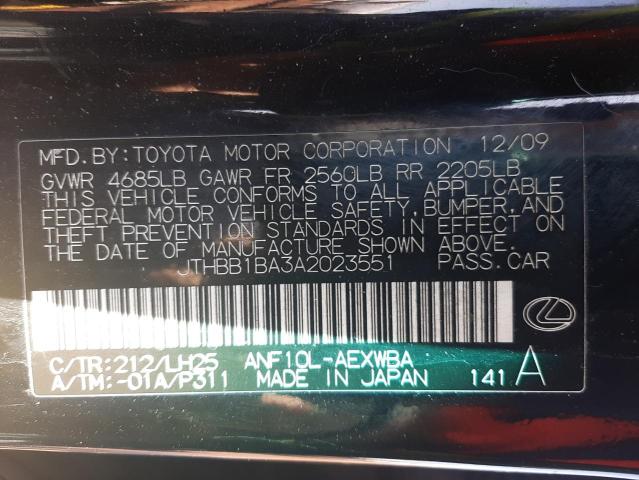 MFD.BY:TOYOTA MOTOR CORPORATION 12/09
GVWR 4685LB GAWR FR 2560LB RR 2205LB
THIS VEHICLE CONFORMS TO ALL APPLICABLE
FEDERAL MOTOR VEHICLE SAFETY,BUMPER,AND
THEFT PREVENTION STANDARDS IN EFFECT ON
THE DATE OF MANUFACTURE SHOWN ABOVE.
JTHBB1BA3A2023551 PASS.CAR
C/TR:212/LH25 ANF10L-AEXWBA
A/TM:-01A/P311 MADE IN JAPAN 141 A